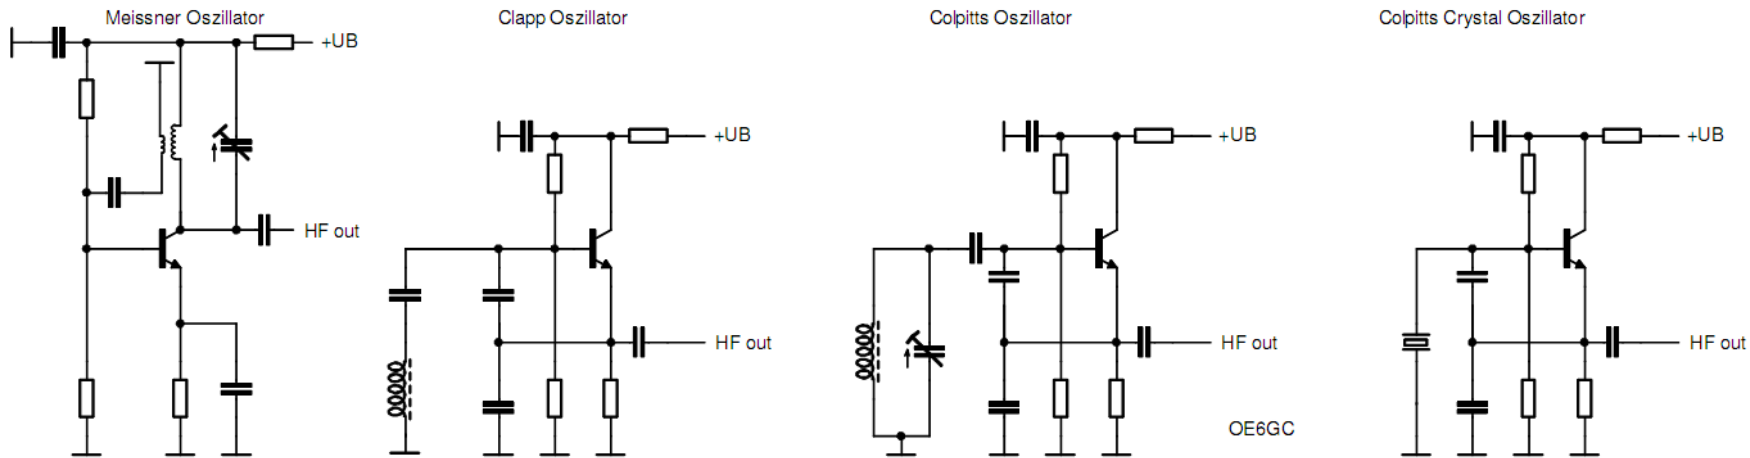 Meissner Oszillator
+UB
HF out
Clapp Oszillator
+UB
HF out
Colpitts Oszillator
+UB
HF out
OE6GC
Colpitts Crystal Oszillator
+UB
HF out